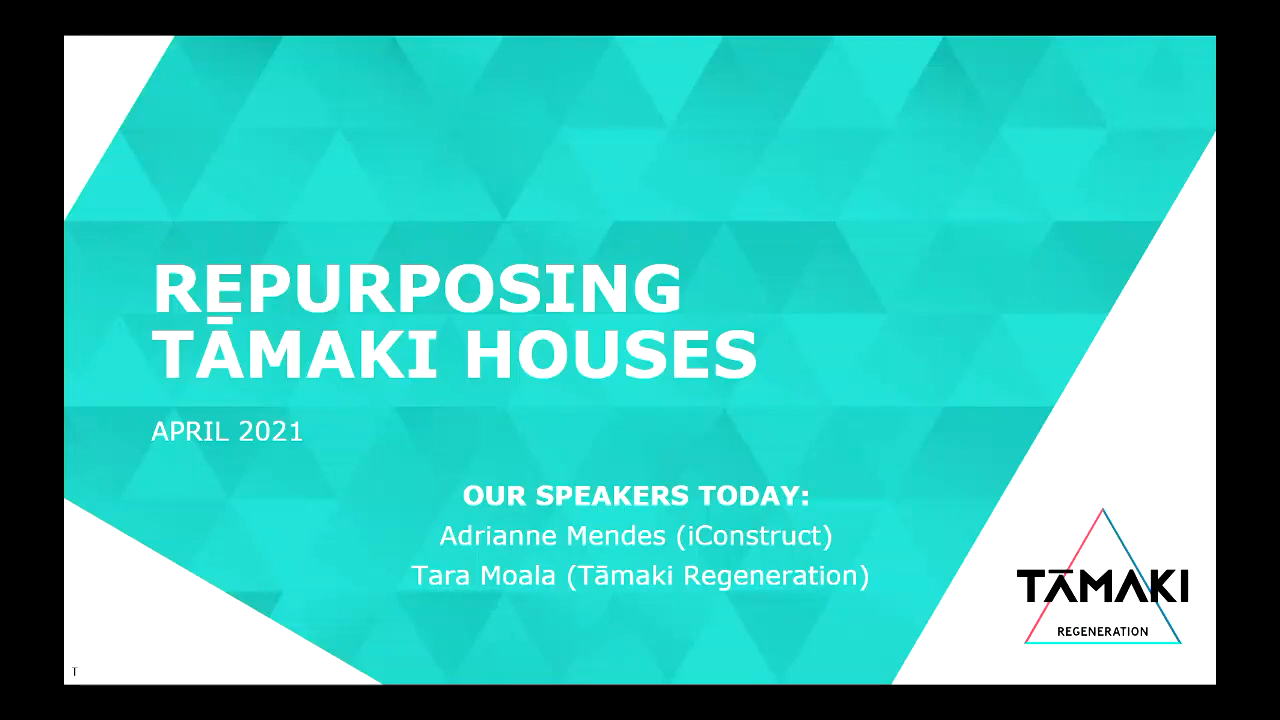 REPURPOSING
TĀMAKI HOUSES
APRIL 2021
OUR SPEAKERS TODAY:
Adrianne Mendes (iConstruct)
Tara Moala (Tāmaki Regeneration)
TĀMAKI
REGENERATION
T